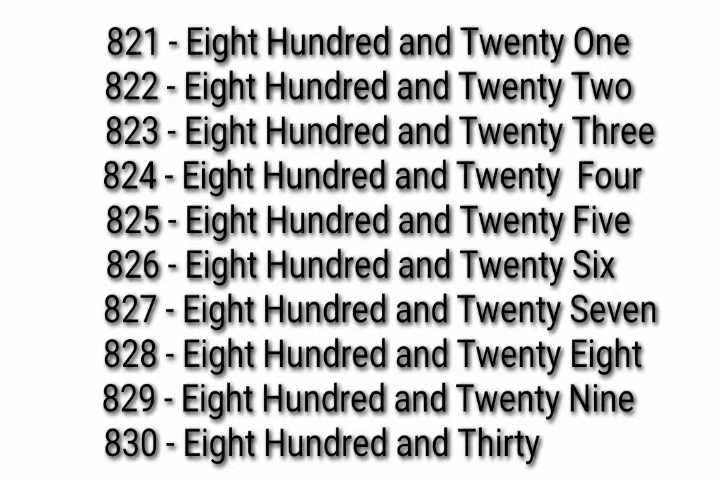 821 - Eight Hundred and Twenty One
822 - Eight Hundred and Twenty Two
823 - Eight Hundred and Twenty Three
824 - Eight Hundred and Twenty  Four
825 - Eight Hundred and Twenty Five
826 - Eight Hundred and Twenty Six
827 - Eight Hundred and Twenty Seven
828 - Eight Hundred and Twenty Eight
829 - Eight Hundred and Twenty Nine
830 - Eight Hundred and Thirty